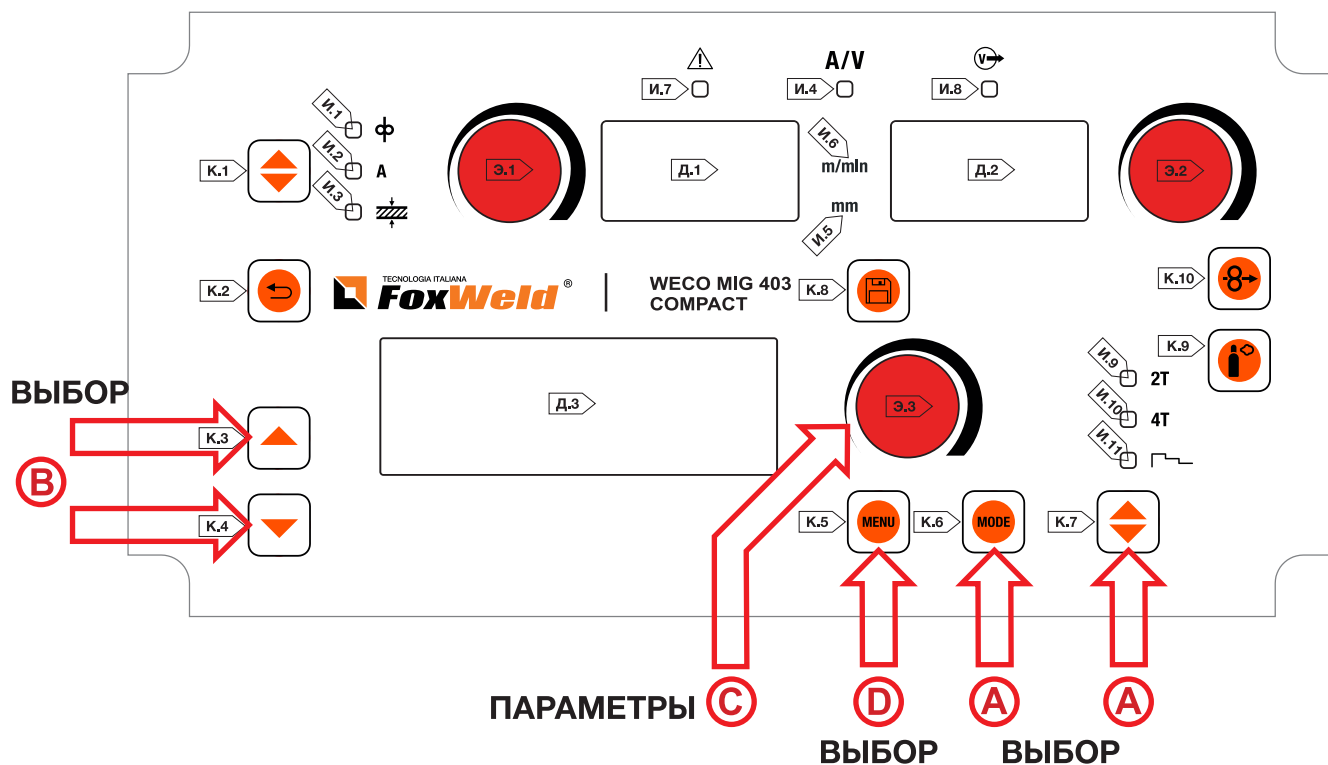 A/V
И.7
И.4
И.8
И.1
И.2
A
И.3
К.1
Э.1
Д.1
И.6
m/mln
mm
И.5
Д.2
Э.2
К.2
TECNOLOGIA ITALIANA
FoxWeld®
WECO MIG 403
COMPACT
К.8
К.10
К.9
ВЫБОР
К.3
B
К.4
Д.3
Э.3
И.9
2T
И.10
4T
И.11
К.5
MENU
К.6
MODE
К.7
ПАРАМЕТРЫ
C
D
A
A
ВЫБОР
ВЫБОР
V